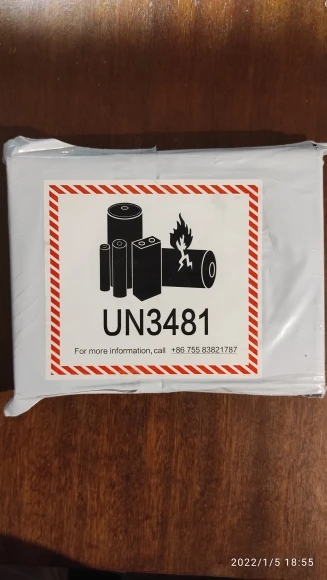 UN3481
For more information, call +86 755 83821787
2022/1/5 18:55